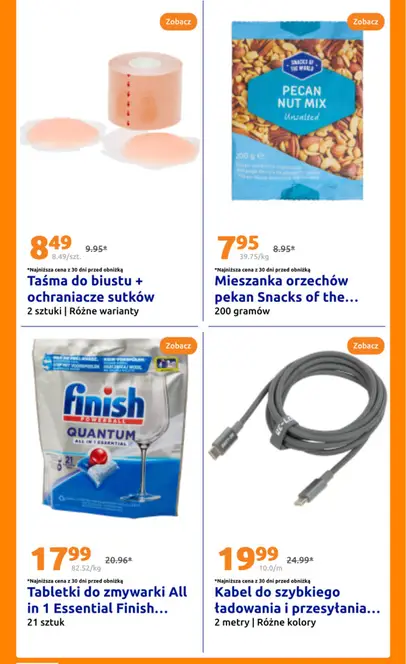 Zobacz
8.49
8.49/szt.
9.95*
*Najniższa cena z 30 dni przed obniżką
Taśma do biustu +
ochraniacze sutków
2 sztuki | Różne warianty
Zobacz
SNACKS OF
THE WORLD
PECAN
NUT MIX
Unsalted
200 g e
7.95
39.75/kg
8.95*
*Najniższa cena z 30 dni przed obniżką
Mieszanka orzechów
pekan Snacks of the...
200 gramów
Zobacz
finish
POWERBALL
QUANTUM
ALL IN 1 ESSENTIAL
21
17.99
82.52/kg
20.96*
*Najniższa cena z 30 dni przed obniżką
Tabletki do zmywarki All
in 1 Essential Finish...
21 sztuk
Zobacz
19.99
10.0/m
24.99*
*Najniższa cena z 30 dni przed obniżką
Kabel do szybkiego
ładowania i przesyłania...
2 metry | Różne kolory